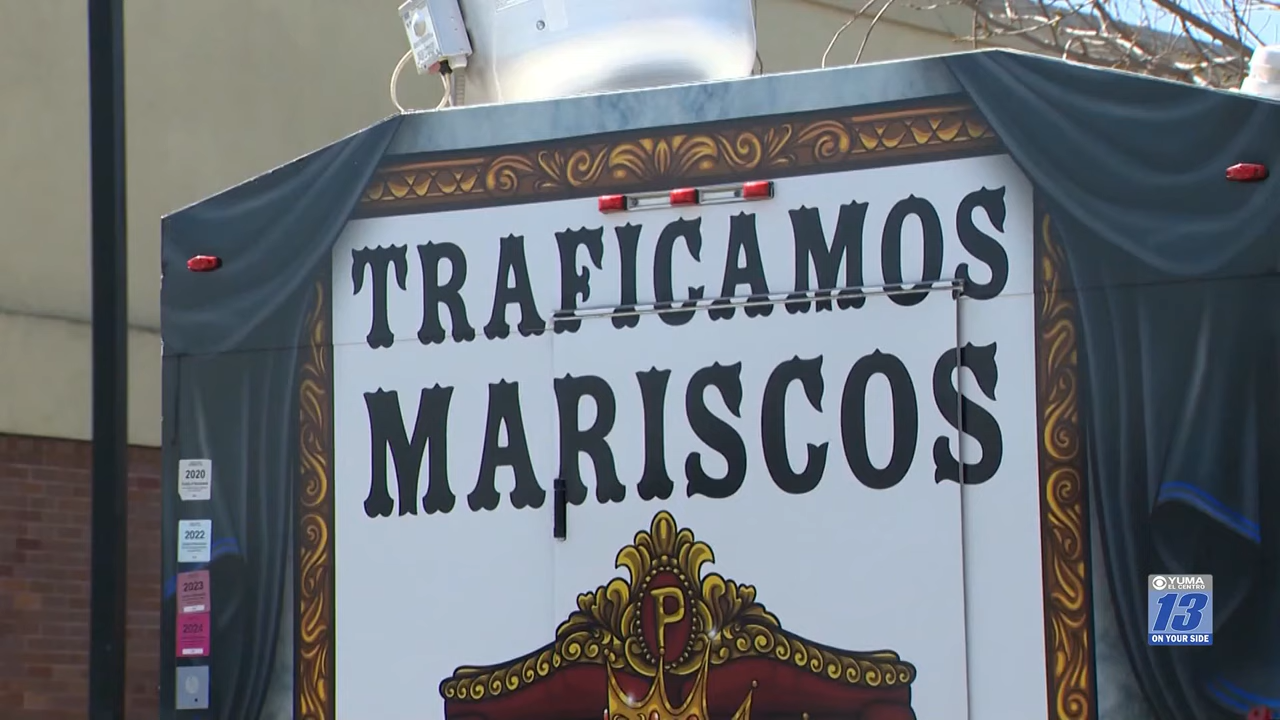 TRAFICAMOS
MARISCOS
P
2020
2022
2023
2024
YUMA
EL CENTRO
13
ON YOUR SIDE